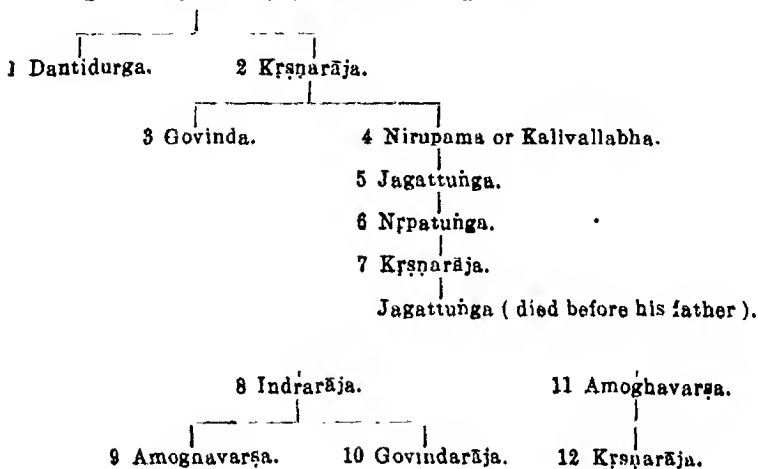 1 Dantidurga. 2 Kṛṣṇarāja.
3 Govinda. 4 Nirupama or Kalivallabha.
5 Jagattuṅga.
6 Nṛpatuṅga.
7 Kṛṣṇarāja.
Jagattuṅga ( died before his father ).
8 Indrarāja. 11 Amoghavarṣa.
9 Amognavarṣa. 10 Govindarāja. 12 Kṛṣṇarāja.